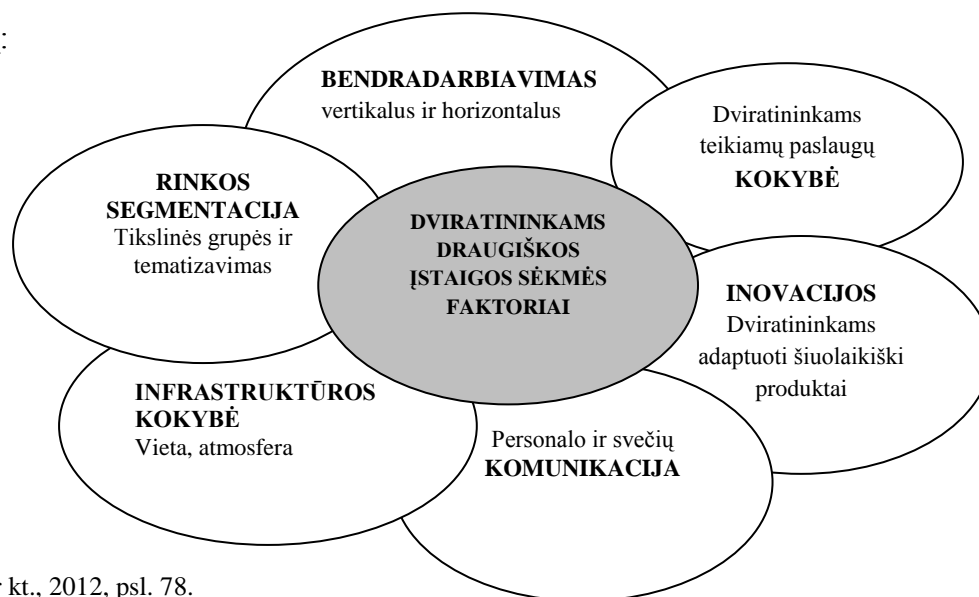 BENDRADARBIAVIMAS
vertikalus ir horizontalus
Dviratininkams
teikiamų paslaugų
KOKYBĖ
RINKOS
SEGMENTACIJA
Tikslinės grupės ir
tematizavimas
DVIRATININKAMS
DRAUGIŠKOS
ĮSTAIGOS SĖKMĖS
FAKTORIAI
INOVACIJOS
Dviratininkams
adaptuoti šiuolaikiški
produktai
INFRASTRUKTŪROS
KOKYBĖ
Vieta, atmosfera
Personalo ir svečių
KOMUNIKACIJA
kt., 2012, psl. 78.